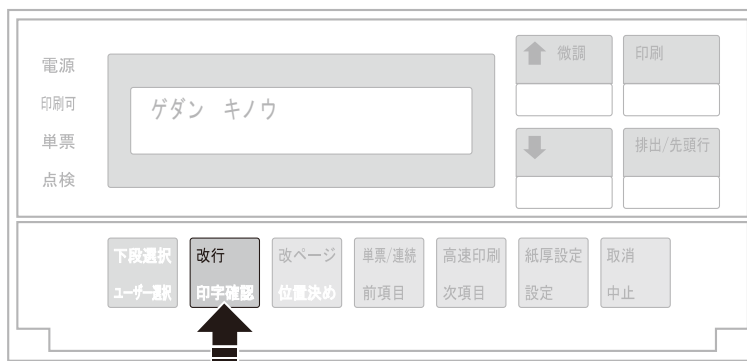 電源
印刷可
単票
点検
ゲダン キノウ
微調
印刷
排出/先頭行
下段選択
ユーザー選択
改行
印字確認
改ページ
位置決め
単票/連続
前項目
高速印刷
次項目
紙厚設定
設定
取消
中止